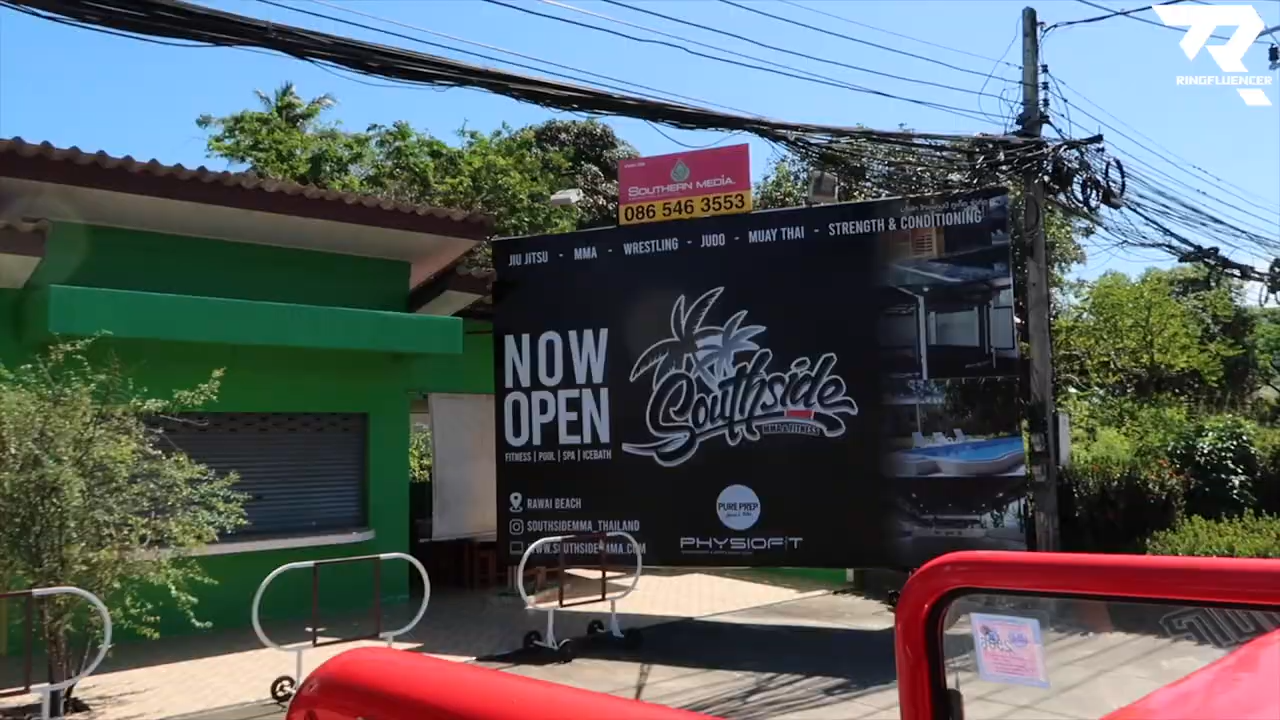 RINGFLUENCER
SOUTHERN MEDIA.
086 546 3553
JIU JITSU - MMA - WRESTLING - JUDO - MUAY THAI - STRENGTH & CONDITIONING
NOW
OPEN
FITNESS | POOL | SPA | ICEBATH
Southside
MMA & FITNESS
RAWAI BEACH
SOUTHSIDEMMA_THAILAND
WWW.SOUTHSIDEMMA.COM
PURE PREP
PHYSIOFIT